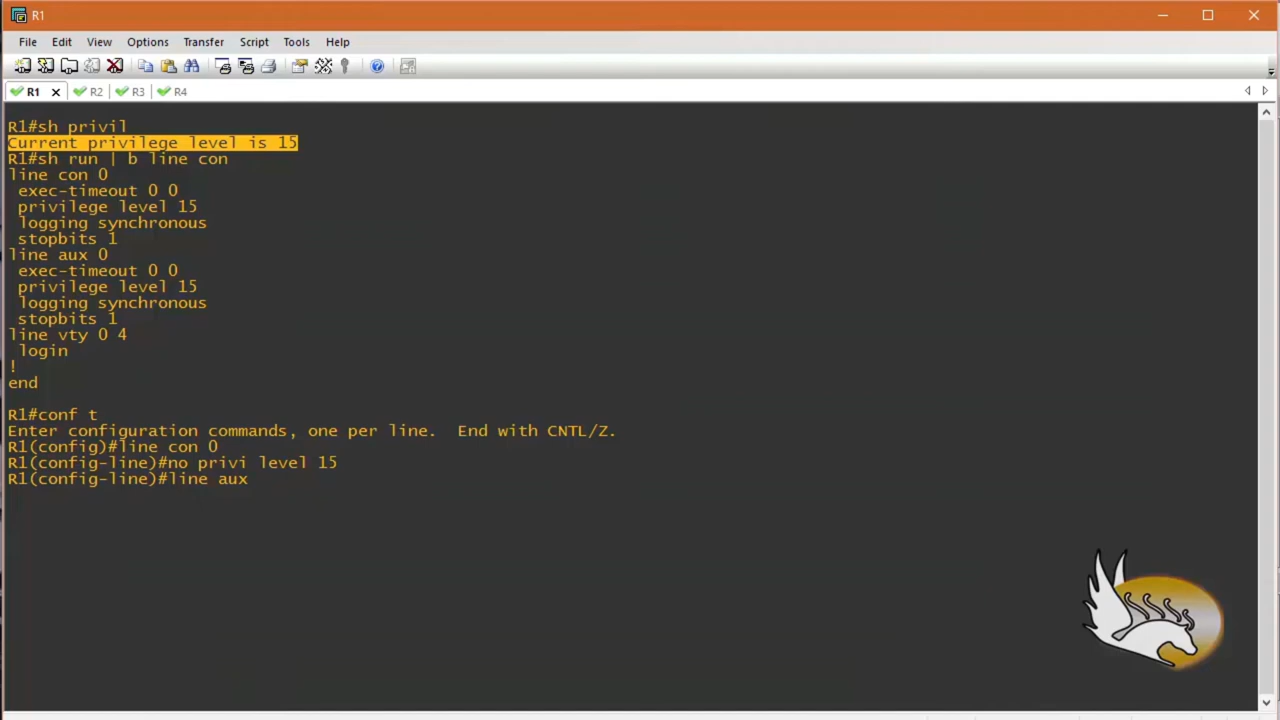 R1
File Edit View Options Transfer Script Tools Help
R1 R2 R3 R4
R1#sh privil
Current privilege level is 15
R1#sh run | b line con
line con 0
 exec-timeout 0 0
 privilege level 15
 logging synchronous
 stopbits 1
line aux 0
 exec-timeout 0 0
 privilege level 15
 logging synchronous
 stopbits 1
line vty 0 4
 login
!
end
R1#conf t
Enter configuration commands, one per line.  End with CNTL/Z.
R1(config)#line con 0
R1(config-line)#no privi level 15
R1(config-line)#line aux